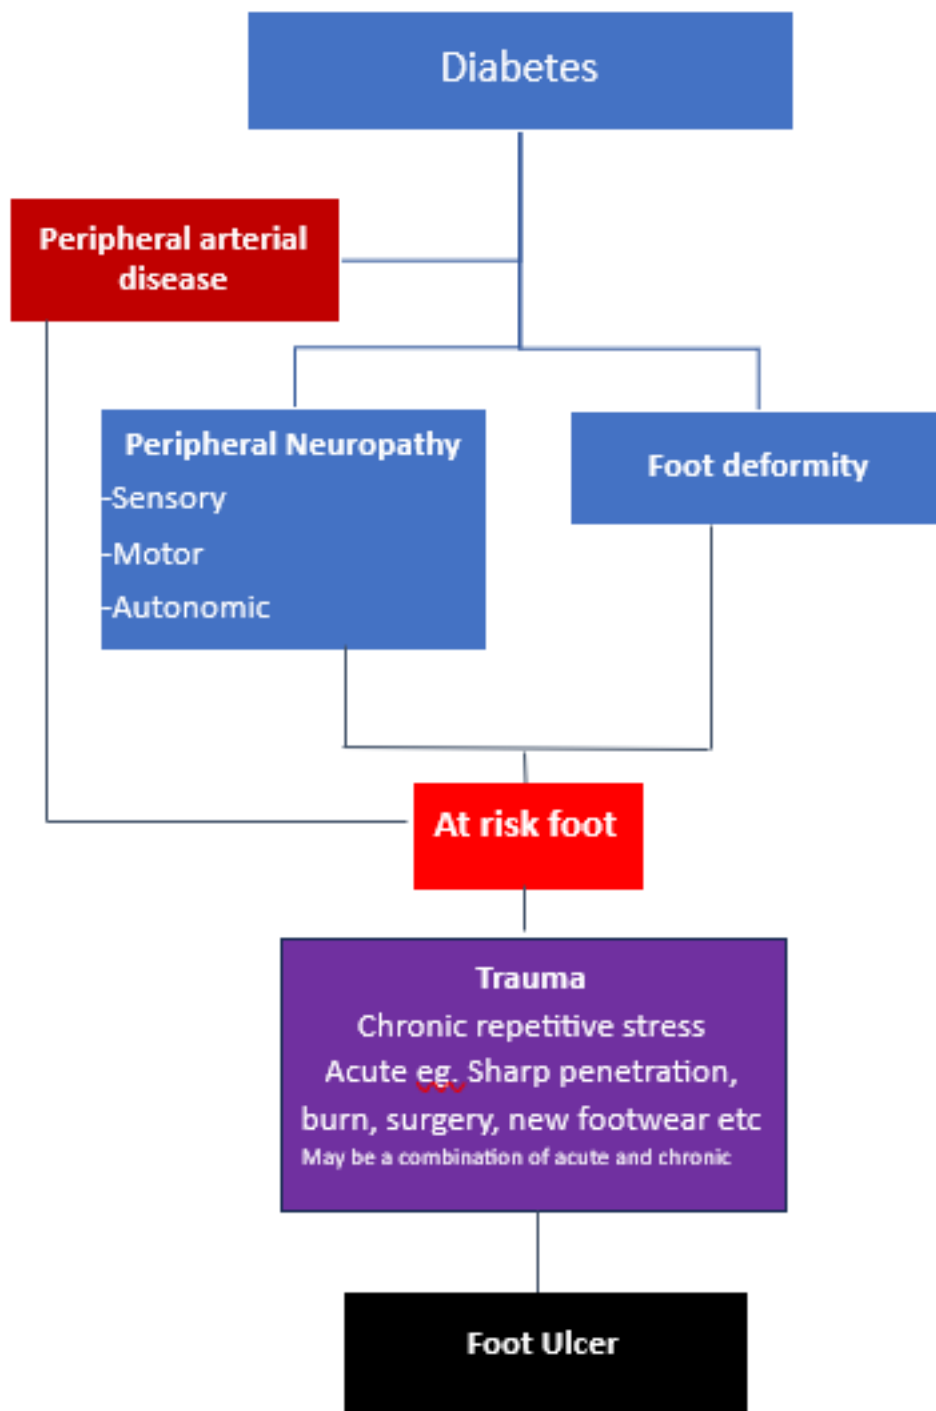 Diabetes
Peripheral arterial
disease
Peripheral Neuropathy
-Sensory
-Motor
-Autonomic
Foot deformity
At risk foot
Trauma
Chronic repetitive stress
Acute eg. Sharp penetration,
burn, surgery, new footwear etc
May be a combination of acute and chronic
Foot Ulcer